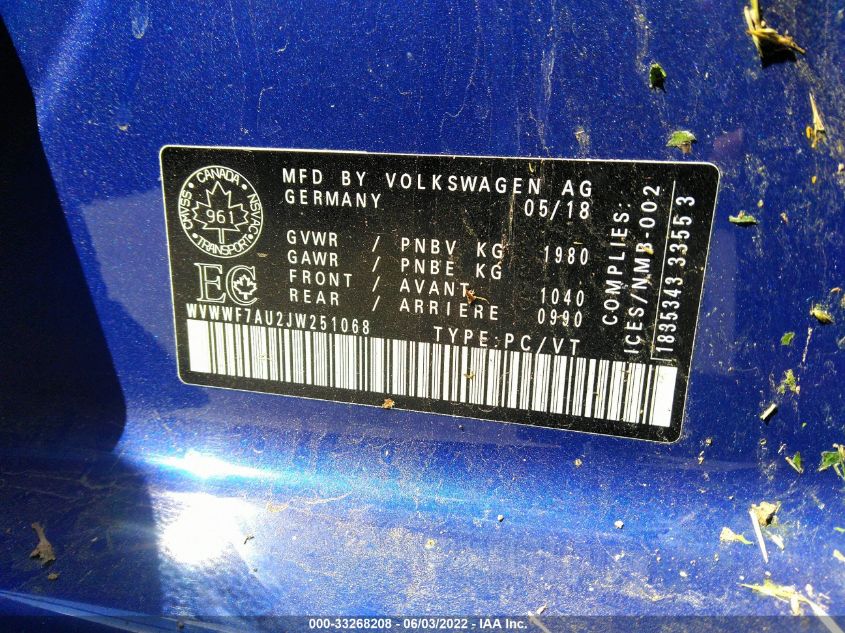 CMVSS · CANADA · NSVAC
961
TRANSPORT
EC
MFD BY VOLKSWAGEN AG
GERMANY 05/18
GVWR / PNBV KG 1980
GAWR / PNBE KG
FRONT / AVANT 1040
REAR / ARRIERE 0990
WVWWF7AU2JW251068 TYPE:PC/VT
COMPLIES:
ICES/NMB-002
1835343 33553
000-33268208 - 06/03/2022 - IAA Inc.